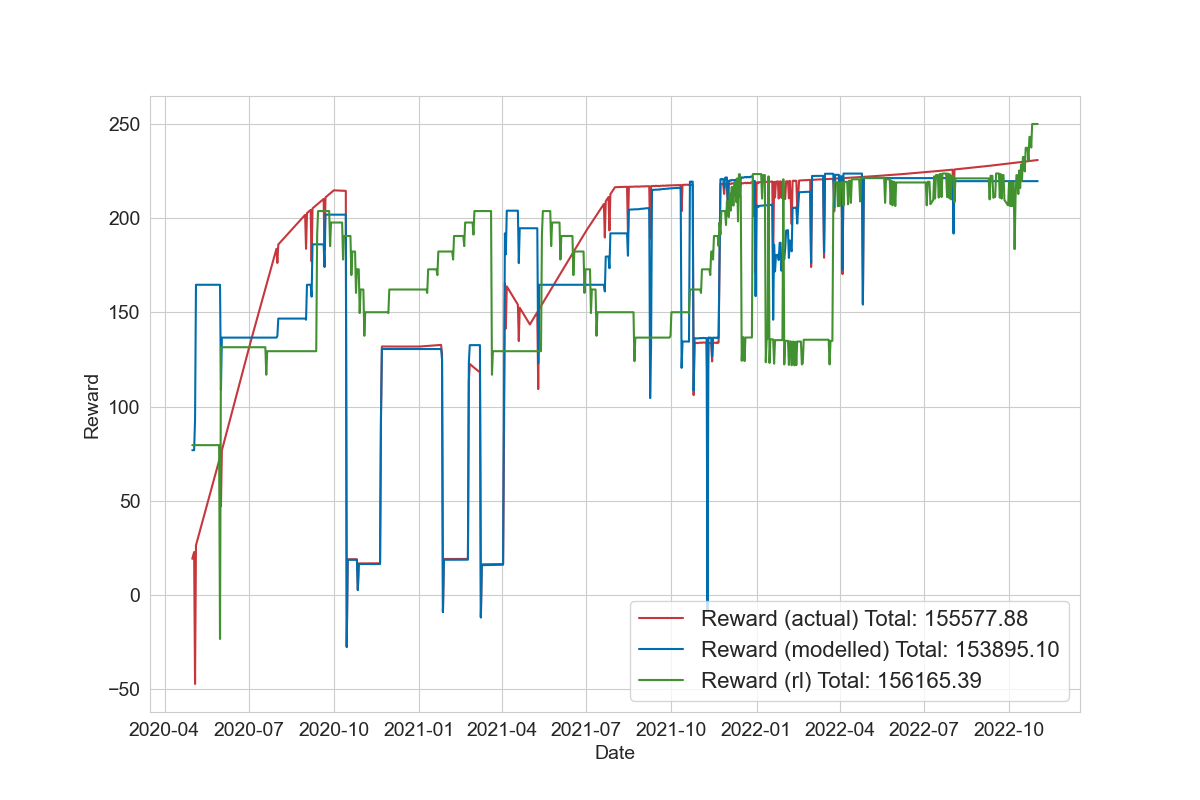 250
200
150
100
50
0
−50
Reward
Reward (actual) Total: 155577.88
Reward (modelled) Total: 153895.10
Reward (rl) Total: 156165.39
2020-04 2020-07 2020-10 2021-01 2021-04 2021-07 2021-10 2022-01 2022-04 2022-07 2022-10
Date